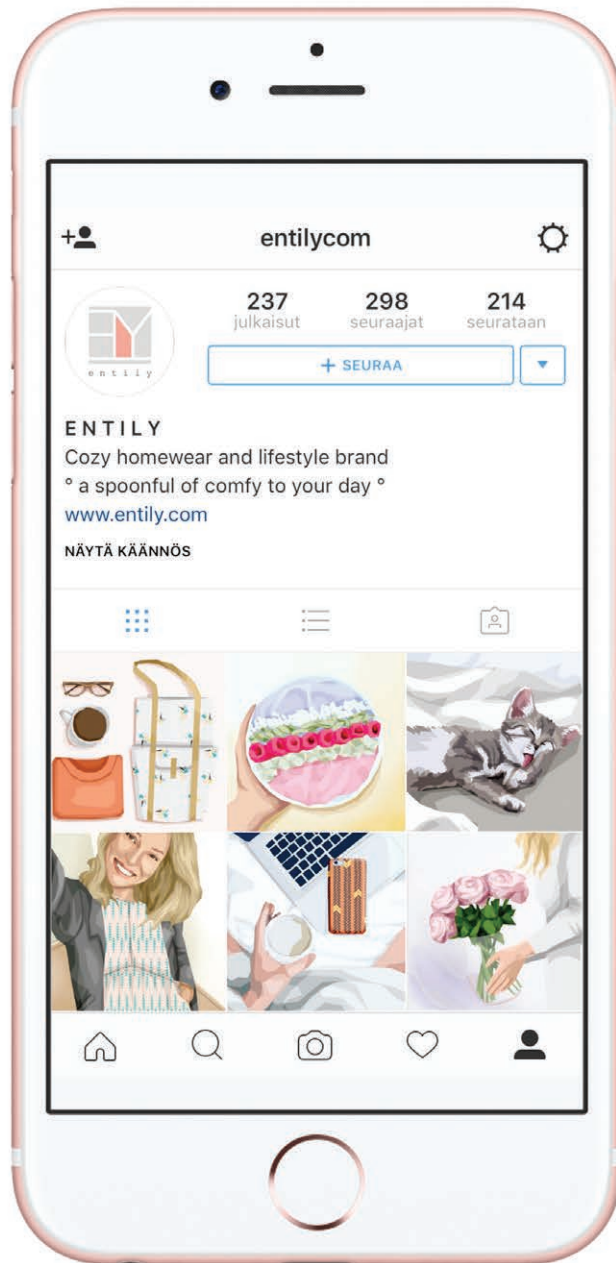 entilycom
237 298 214
julkaisut seuraajat seurataan
entily
+ SEURAA
ENTILY
Cozy homewear and lifestyle brand
° a spoonful of comfy to your day °
www.entily.com
NÄYTÄ KÄÄNNÖS